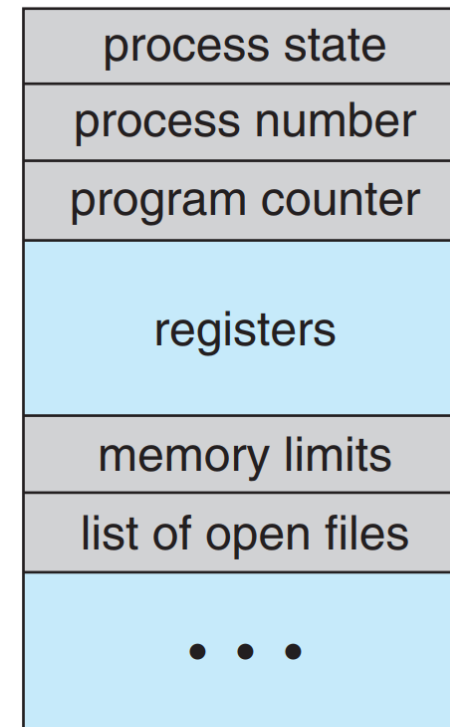 process state
process number
program counter
registers
memory limits
list of open files
• • •